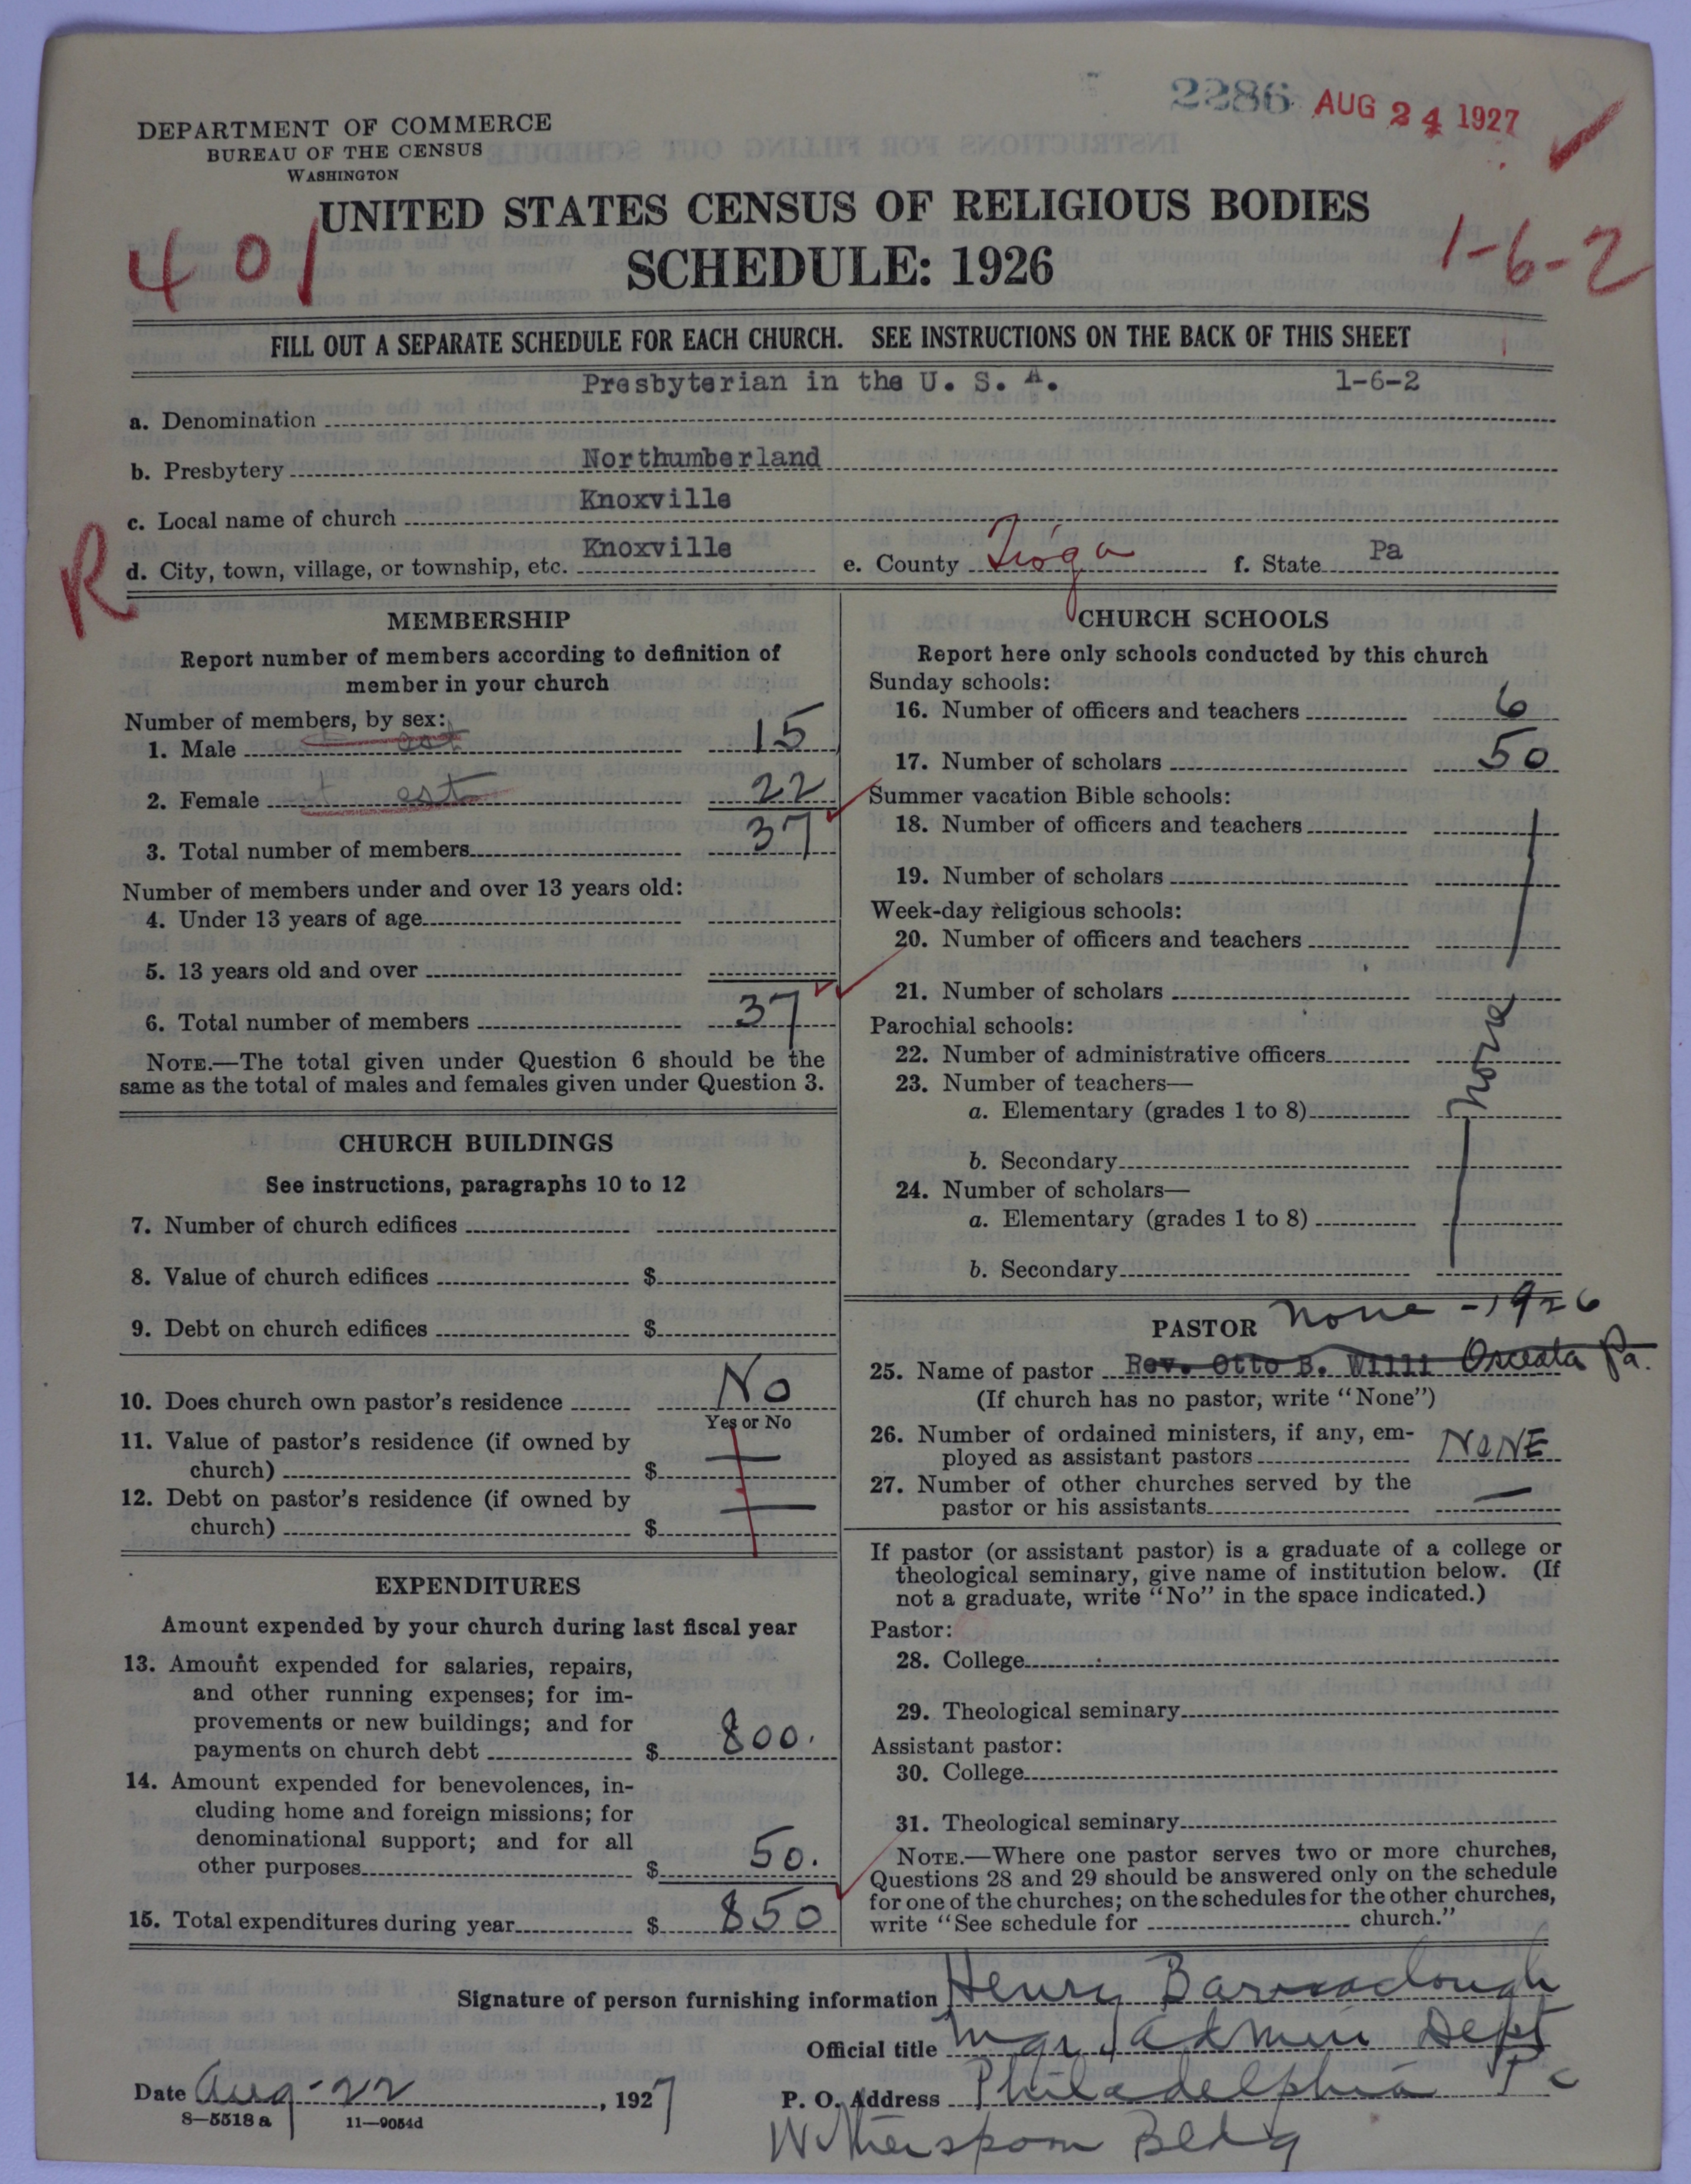 2286 AUG 24 1927
DEPARTMENT OF COMMERCE
BUREAU OF THE CENSUS
WASHINGTON
UNITED STATES CENSUS OF RELIGIOUS BODIES
401 1-6-2
SCHEDULE: 1926
FILL OUT A SEPARATE SCHEDULE FOR EACH CHURCH. SEE INSTRUCTIONS ON THE BACK OF THIS SHEET
a. Denomination Presbyterian in the U. S. A. 1-6-2
b. Presbytery Northumberland
c. Local name of church Knoxville
R
d. City, town, village, or township, etc. Knoxville e. County Tioga f. State Pa
MEMBERSHIP
Report number of members according to definition of
member in your church
Number of members, by sex:
1. Male est 15
2. Female est 22
3. Total number of members 37
Number of members under and over 13 years old:
4. Under 13 years of age
5. 13 years old and over
6. Total number of members 37
NOTE.—The total given under Question 6 should be the
same as the total of males and females given under Question 3.
CHURCH BUILDINGS
See instructions, paragraphs 10 to 12
7. Number of church edifices
8. Value of church edifices $
9. Debt on church edifices $
10. Does church own pastor's residence No
Yes or No
11. Value of pastor's residence (if owned by
church) $ —
12. Debt on pastor's residence (if owned by
church) $ —
EXPENDITURES
Amount expended by your church during last fiscal year
13. Amount expended for salaries, repairs,
and other running expenses; for im-
provements or new buildings; and for
payments on church debt $ 800.
14. Amount expended for benevolences, in-
cluding home and foreign missions; for
denominational support; and for all
other purposes $ 50.
15. Total expenditures during year $ 850
CHURCH SCHOOLS
Report here only schools conducted by this church
Sunday schools:
16. Number of officers and teachers 6
17. Number of scholars 50
Summer vacation Bible schools:
18. Number of officers and teachers
19. Number of scholars
Week-day religious schools:
20. Number of officers and teachers
21. Number of scholars
none
Parochial schools:
22. Number of administrative officers
23. Number of teachers—
a. Elementary (grades 1 to 8)
b. Secondary
24. Number of scholars—
a. Elementary (grades 1 to 8)
b. Secondary
PASTOR none - 1926
25. Name of pastor Rev. Otto B. Willi Osceola Pa.
(If church has no pastor, write "None")
26. Number of ordained ministers, if any, em-
ployed as assistant pastors NONE
27. Number of other churches served by the
pastor or his assistants —
If pastor (or assistant pastor) is a graduate of a college or
theological seminary, give name of institution below. (If
not a graduate, write "No" in the space indicated.)
Pastor:
28. College
29. Theological seminary
Assistant pastor:
30. College
31. Theological seminary
NOTE.—Where one pastor serves two or more churches,
Questions 28 and 29 should be answered only on the schedule
for one of the churches; on the schedules for the other churches,
write "See schedule for church."
Signature of person furnishing information Henry Barraclough
Official title Mgr Admin Dept
Date Aug-22, 1927 P. O. Address Philadelphia Pa
8—5518 a 11—9054d
Witherspoon Bldg